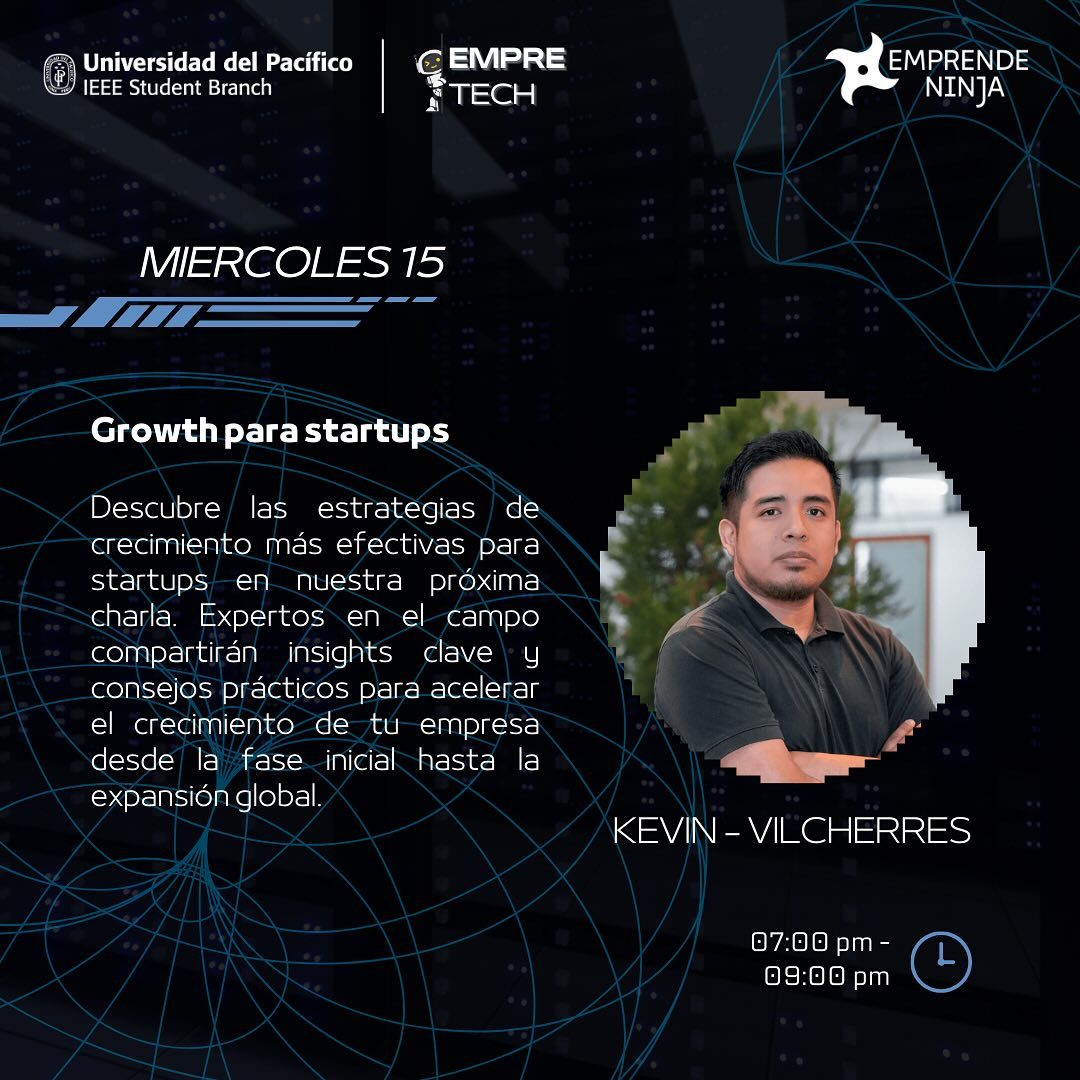 Universidad del Pacífico
IEEE Student Branch
EMPRE
TECH
EMPRENDE
NINJA
MIERCOLES 15
Growth para startups
Descubre las estrategias de
crecimiento más efectivas para
startups en nuestra próxima
charla. Expertos en el campo
compartirán insights clave y
consejos prácticos para acelerar
el crecimiento de tu empresa
desde la fase inicial hasta la
expansión global.
KEVIN - VILCHERRES
07:00 pm -
09:00 pm